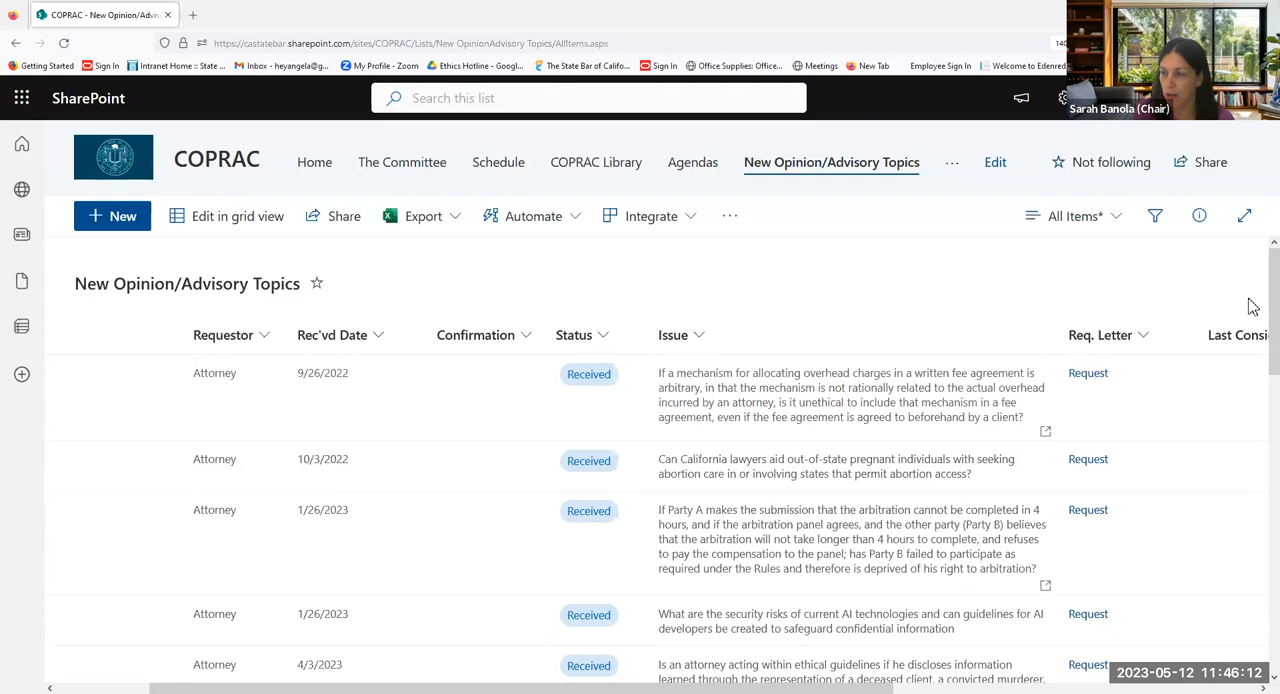 COPRAC - New Opinion/Advis
https://castatebar.sharepoint.com/sites/COPRAC/Lists/New OpinionAdvisory Topics/AllItems.aspx
Getting Started
Sign In
Intranet Home :: State ...
Inbox - heyangela@g...
My Profile - Zoom
Ethics Hotline - Googl...
The State Bar of Califo...
Sign In
Office Supplies: Office...
Meetings
New Tab
Employee Sign In
Welcome to Edenred
Sarah Banola (Chair)
SharePoint
Search this list
COPRAC
Home
The Committee
Schedule
COPRAC Library
Agendas
New Opinion/Advisory Topics
...
Edit
Not following
Share
+ New
Edit in grid view
Share
Export
Automate
Integrate
...
All Items*
New Opinion/Advisory Topics
Requestor
Rec'vd Date
Confirmation
Status
Issue
Req. Letter
Last Consi
Attorney
9/26/2022
Received
If a mechanism for allocating overhead charges in a written fee agreement is
arbitrary, in that the mechanism is not rationally related to the actual overhead
incurred by an attorney, is it unethical to include that mechanism in a fee
agreement, even if the fee agreement is agreed to beforehand by a client?
Request
Attorney
10/3/2022
Received
Can California lawyers aid out-of-state pregnant individuals with seeking
abortion care in or involving states that permit abortion access?
Request
Attorney
1/26/2023
Received
If Party A makes the submission that the arbitration cannot be completed in 4
hours, and if the arbitration panel agrees, and the other party (Party B) believes
that the arbitration will not take longer than 4 hours to complete, and refuses
to pay the compensation to the panel; has Party B failed to participate as
required under the Rules and therefore is deprived of his right to arbitration?
Request
Attorney
1/26/2023
Received
What are the security risks of current AI technologies and can guidelines for AI
developers be created to safeguard confidential information
Request
Attorney
4/3/2023
Received
Is an attorney acting within ethical guidelines if he discloses information
learned through the representation of a deceased client, a convicted murderer,
Request
2023-05-12 11:46:12